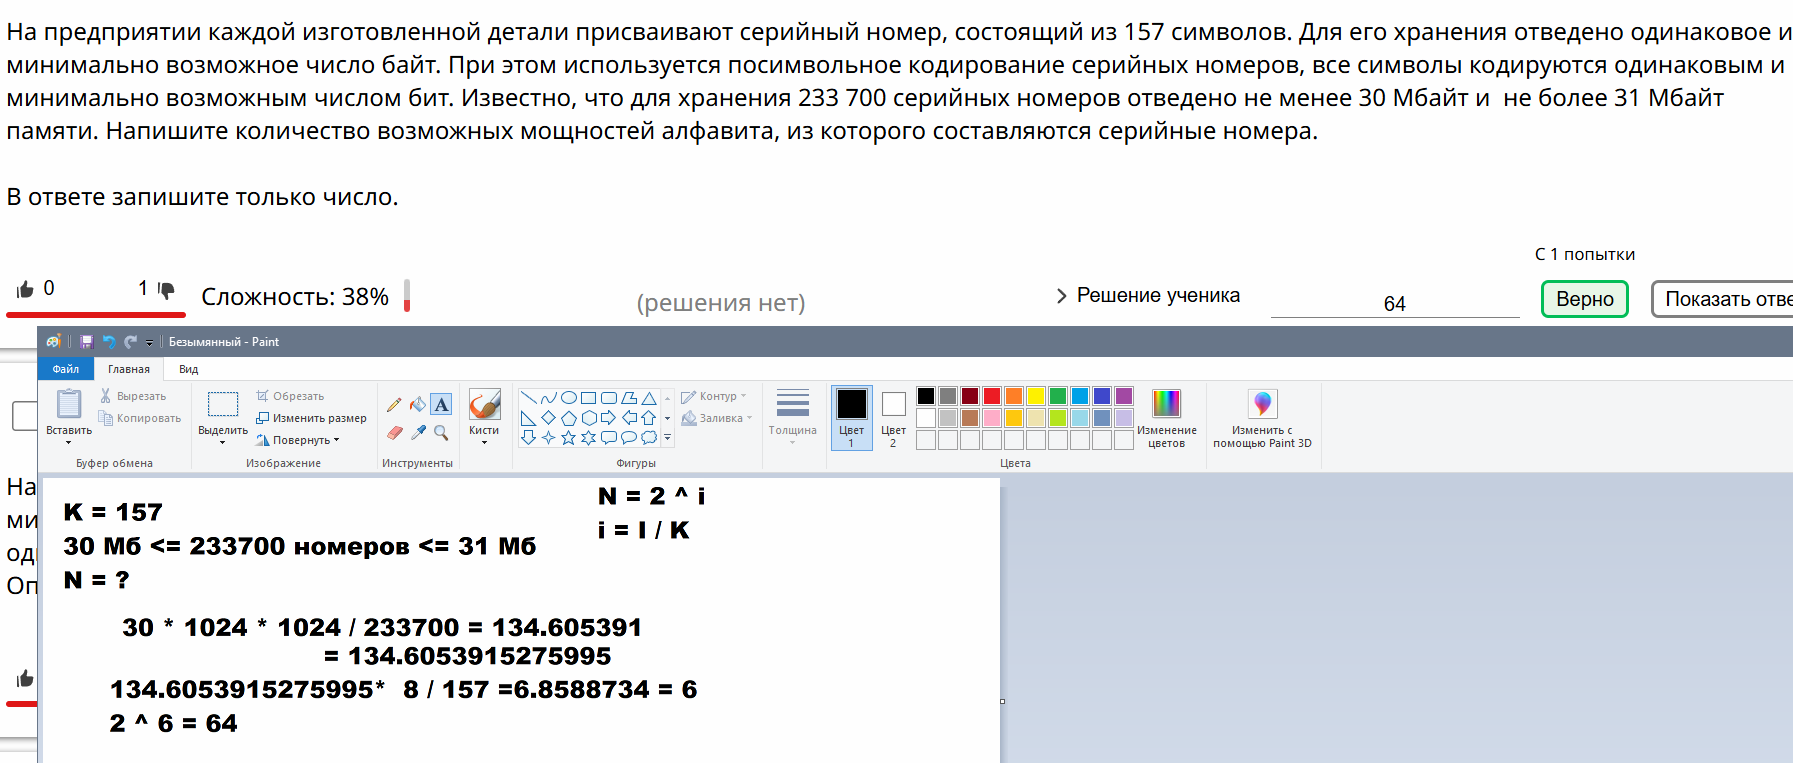 На предприятии каждой изготовленной детали присваивают серийный номер, состоящий из 157 символов. Для его хранения отведено одинаковое и
минимально возможное число байт. При этом используется посимвольное кодирование серийных номеров, все символы кодируются одинаковым и
минимально возможным числом бит. Известно, что для хранения 233 700 серийных номеров отведено не менее 30 Мбайт и не более 31 Мбайт
памяти. Напишите количество возможных мощностей алфавита, из которого составляются серийные номера.
В ответе запишите только число.
С 1 попытки
0 1 Сложность: 38% (решения нет) Решение ученика 64 Верно Показать отве
Безымянный - Paint
Файл Главная Вид
Вставить
Вырезать
Копировать
Буфер обмена
Выделить
Обрезать
Изменить размер
Повернуть
Изображение
A
Инструменты
Кисти
Контур
Заливка
Фигуры
Толщина
Цвет
1
Цвет
2
Изменение
цветов
Цвета
Изменить с
помощью Paint 3D
На
ми
од
Оп
K = 157
30 Мб <= 233700 номеров <= 31 Мб
N = ?
N = 2 ^ i
i = I / K
30 * 1024 * 1024 / 233700 = 134.605391
= 134.6053915275995
134.6053915275995* 8 / 157 =6.8588734 = 6
2 ^ 6 = 64